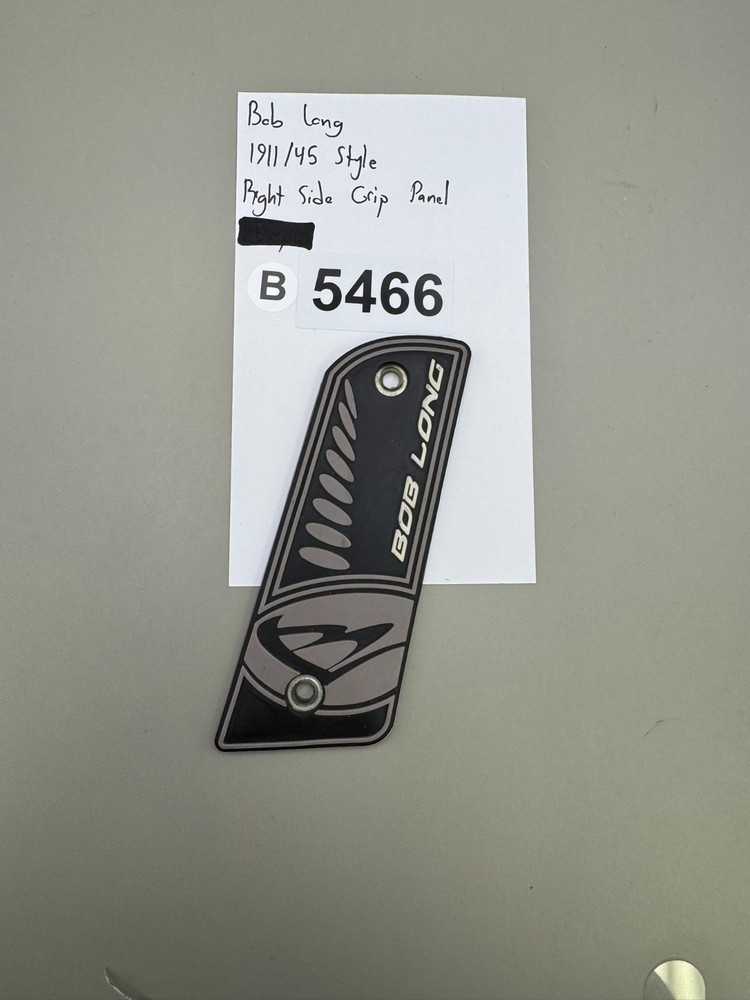 Bob Long
1911/45 Style
Right Side Grip Panel
B 5466
BOB LONG